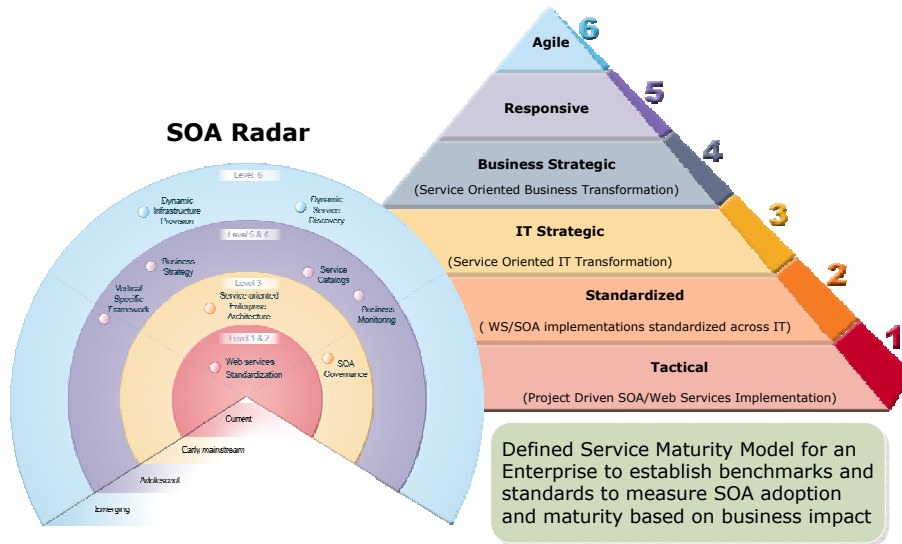 SOA Radar
Level 6
Dynamic
Infrastructure
Provision
Dynamic
Service
Discovery
Level 5 & 4
Business
Strategy
Service
Catalogs
Vertical
Specific
Framework
Business
Monitoring
Level 3
Service oriented
Enterprise
Architecture
Level 1 & 2
Web services
Standardization
SOA
Governance
Current
Early mainstream
Adolescent
Emerging
Agile
6
Responsive
5
Business Strategic
(Service Oriented Business Transformation)
4
IT Strategic
(Service Oriented IT Transformation)
3
Standardized
( WS/SOA implementations standardized across IT)
2
Tactical
(Project Driven SOA/Web Services Implementation)
1
Defined Service Maturity Model for an
Enterprise to establish benchmarks and
standards to measure SOA adoption
and maturity based on business impact